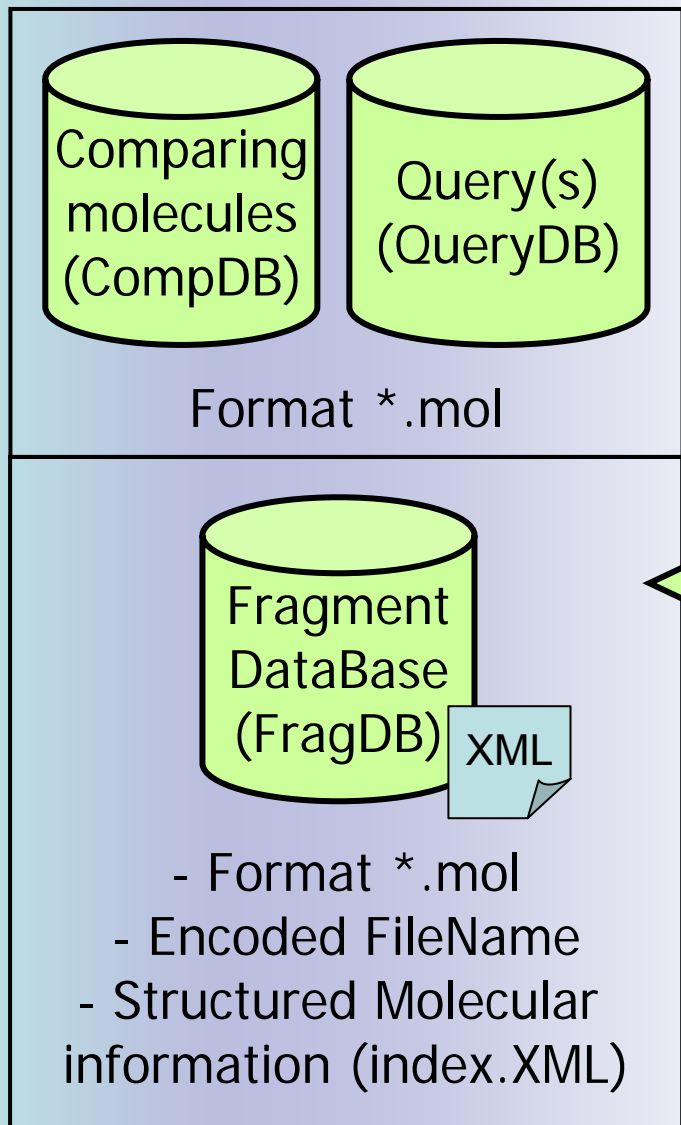 Comparing
molecules
(CompDB)
Query(s)
(QueryDB)
Format *.mol
Fragment
DataBase
(FragDB)
XML
- Format *.mol
- Encoded FileName
- Structured Molecular
information (index.XML)